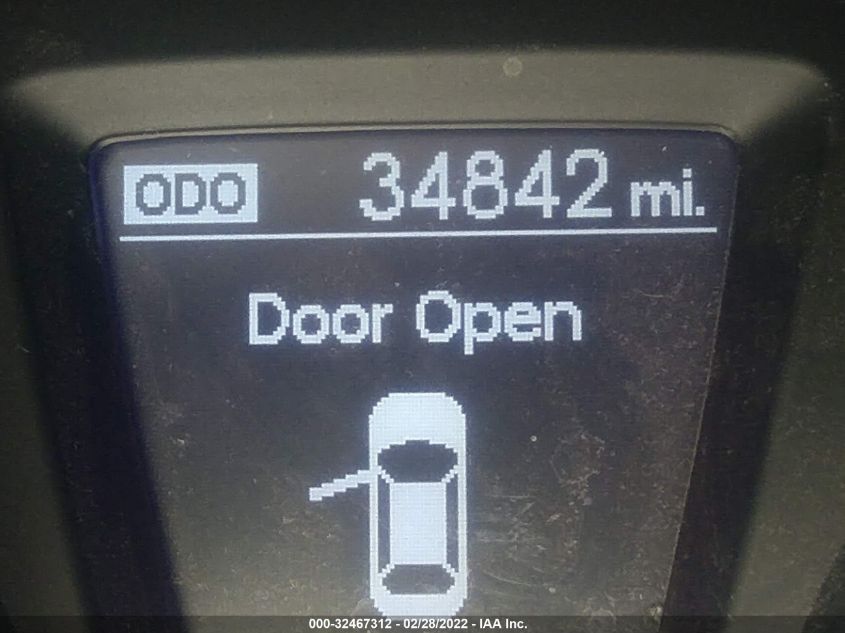 ODO 34842 mi.
Door Open
000-32467312 - 02/28/2022 - IAA Inc.